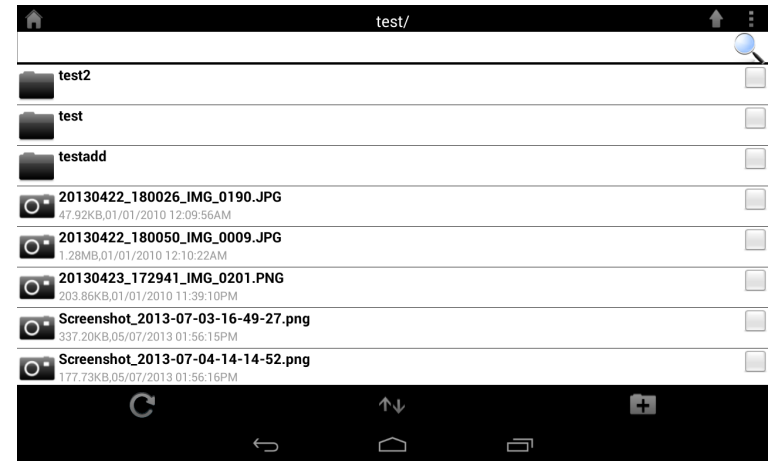 test/
test2
test
testadd
20130422_180026_IMG_0190.JPG
47.92KB,01/01/2010 12:09:56AM
20130422_180050_IMG_0009.JPG
1.28MB,01/01/2010 12:10:22AM
20130423_172941_IMG_0201.PNG
203.86KB,01/01/2010 11:39:10PM
Screenshot_2013-07-03-16-49-27.png
337.20KB,05/07/2013 01:56:15PM
Screenshot_2013-07-04-14-14-52.png
177.73KB,05/07/2013 01:56:16PM